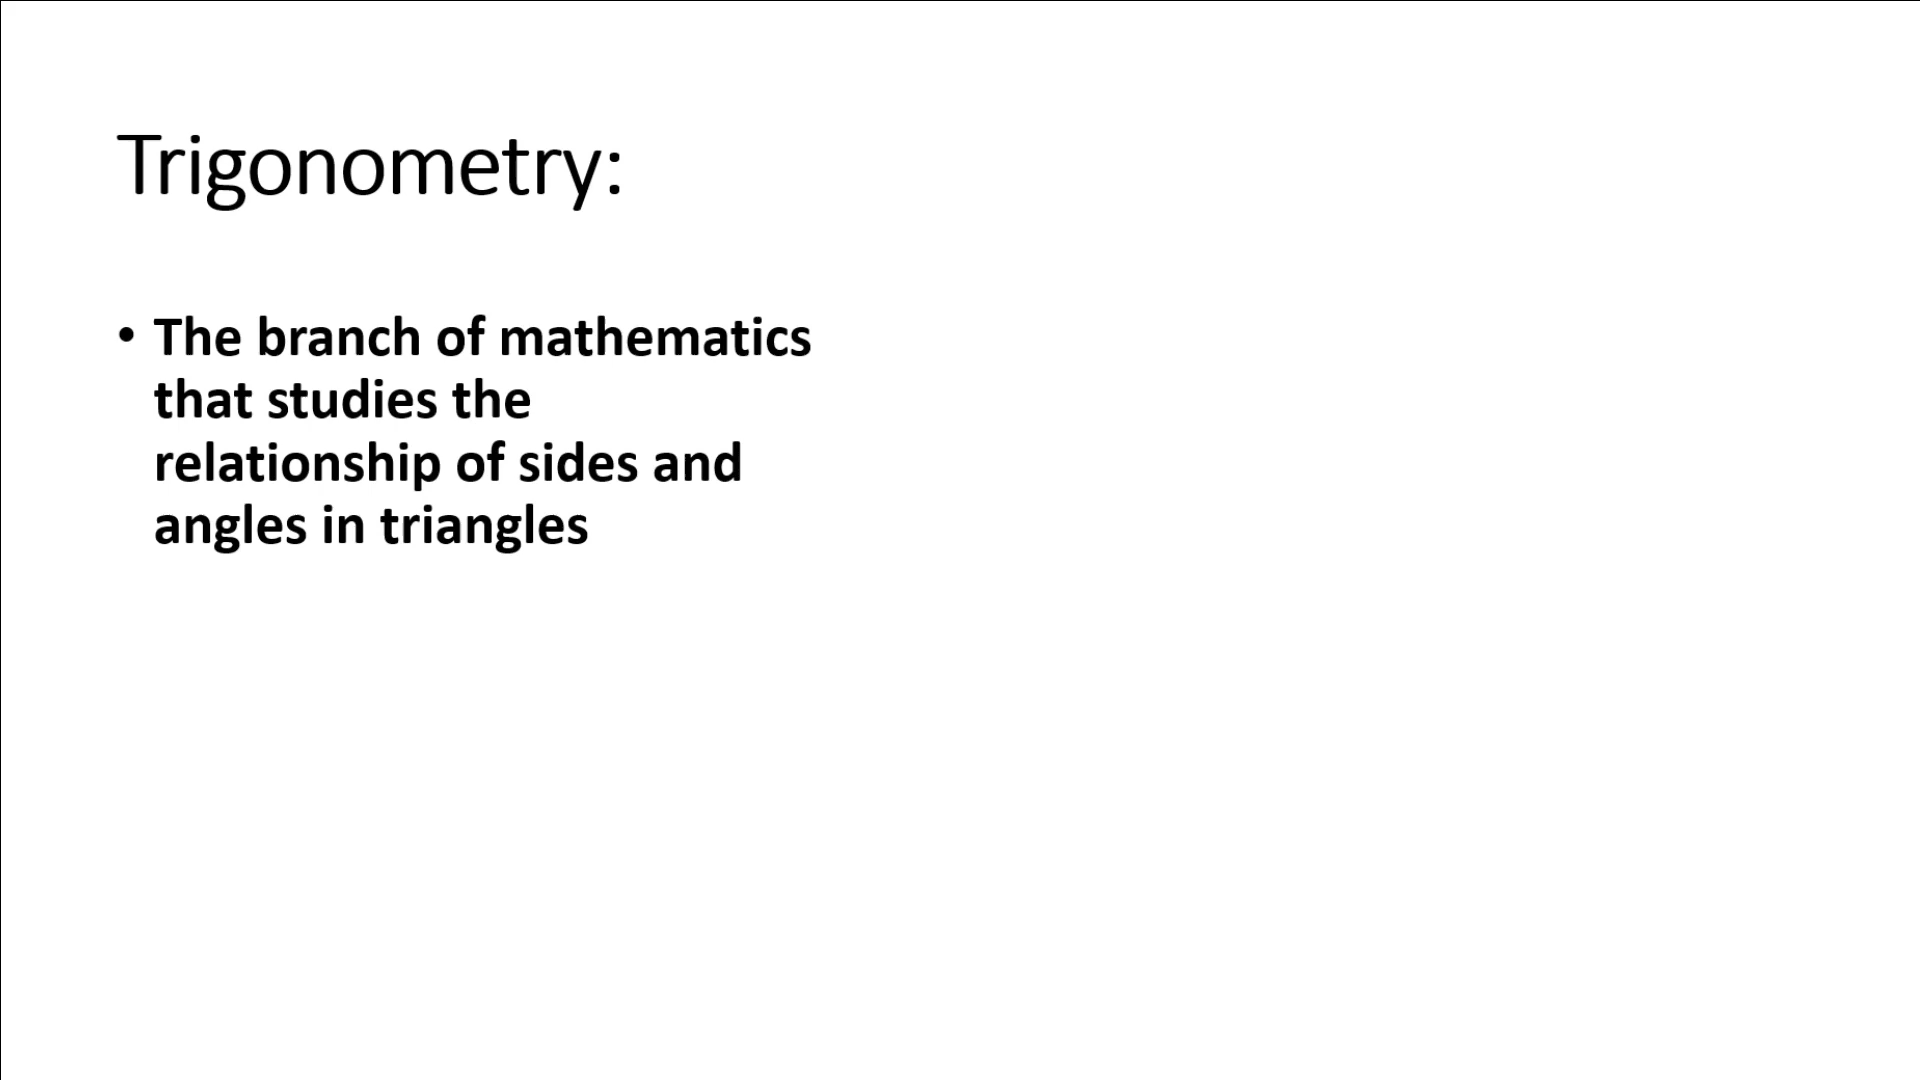 Trigonometry:
• The branch of mathematics
that studies the
relationship of sides and
angles in triangles